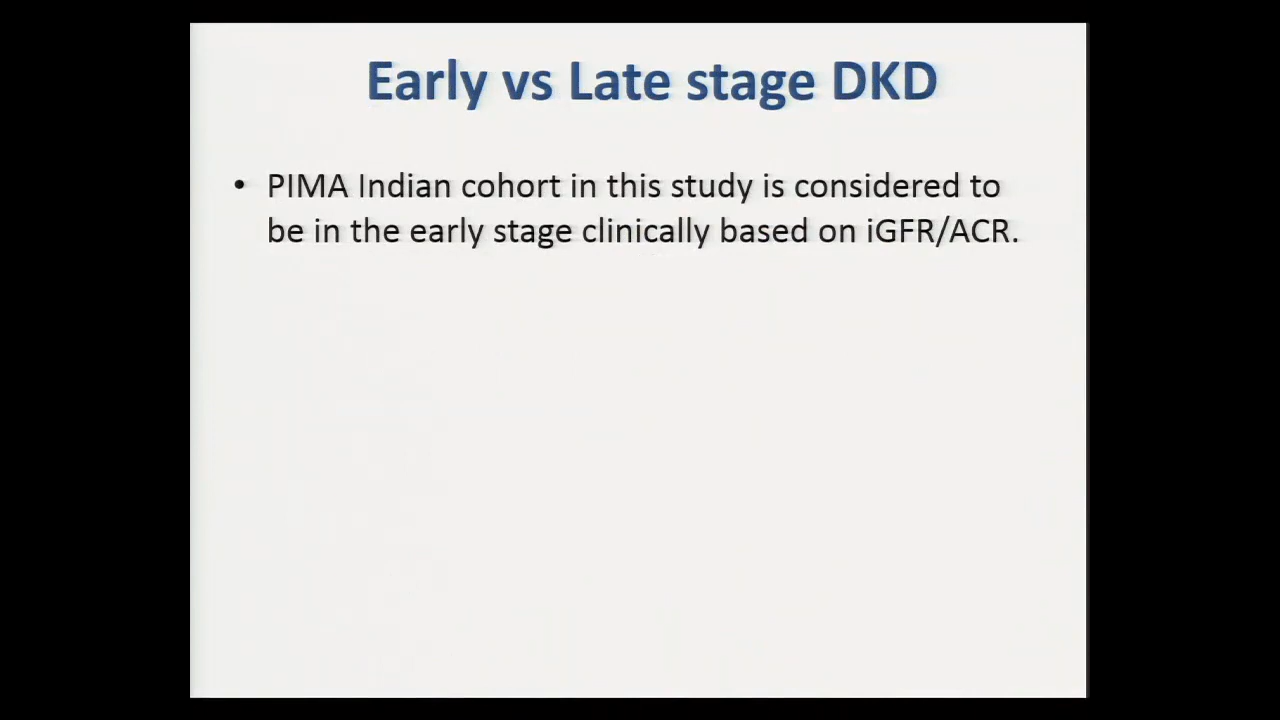 Early vs Late stage DKD
• PIMA Indian cohort in this study is considered to
be in the early stage clinically based on iGFR/ACR.